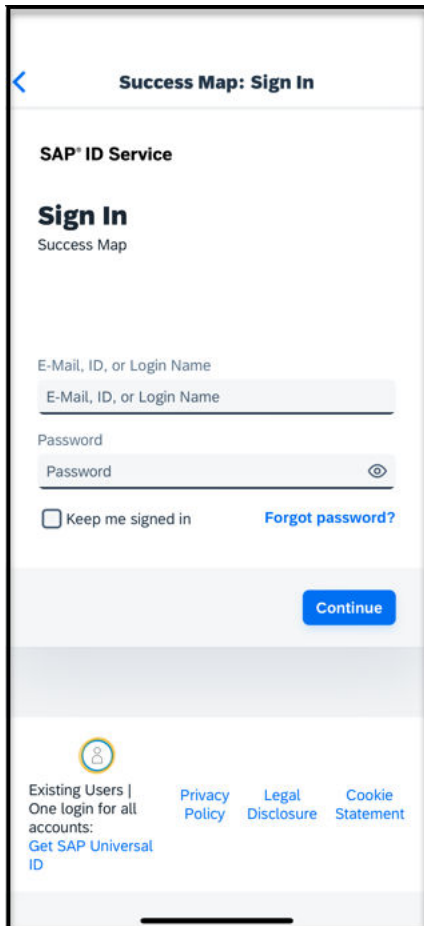 Success Map: Sign In
SAP® ID Service
Sign In
Success Map
E-Mail, ID, or Login Name
E-Mail, ID, or Login Name
Password
Password
Keep me signed in
Forgot password?
Continue
Existing Users |
One login for all
accounts:
Get SAP Universal
ID
Privacy
Policy
Legal
Disclosure
Cookie
Statement